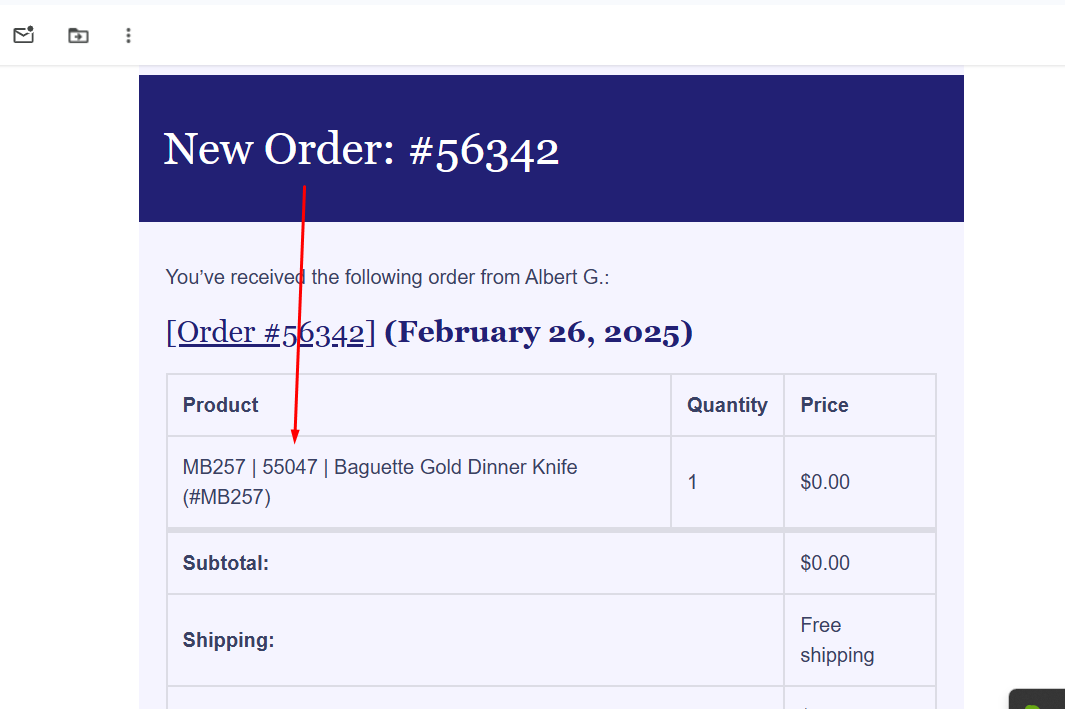 New Order: #56342
You’ve received the following order from Albert G.:
[Order #56342] (February 26, 2025)
Product Quantity Price
MB257 | 55047 | Baguette Gold Dinner Knife
(#MB257)
1 $0.00
Subtotal: $0.00
Shipping: Free
shipping